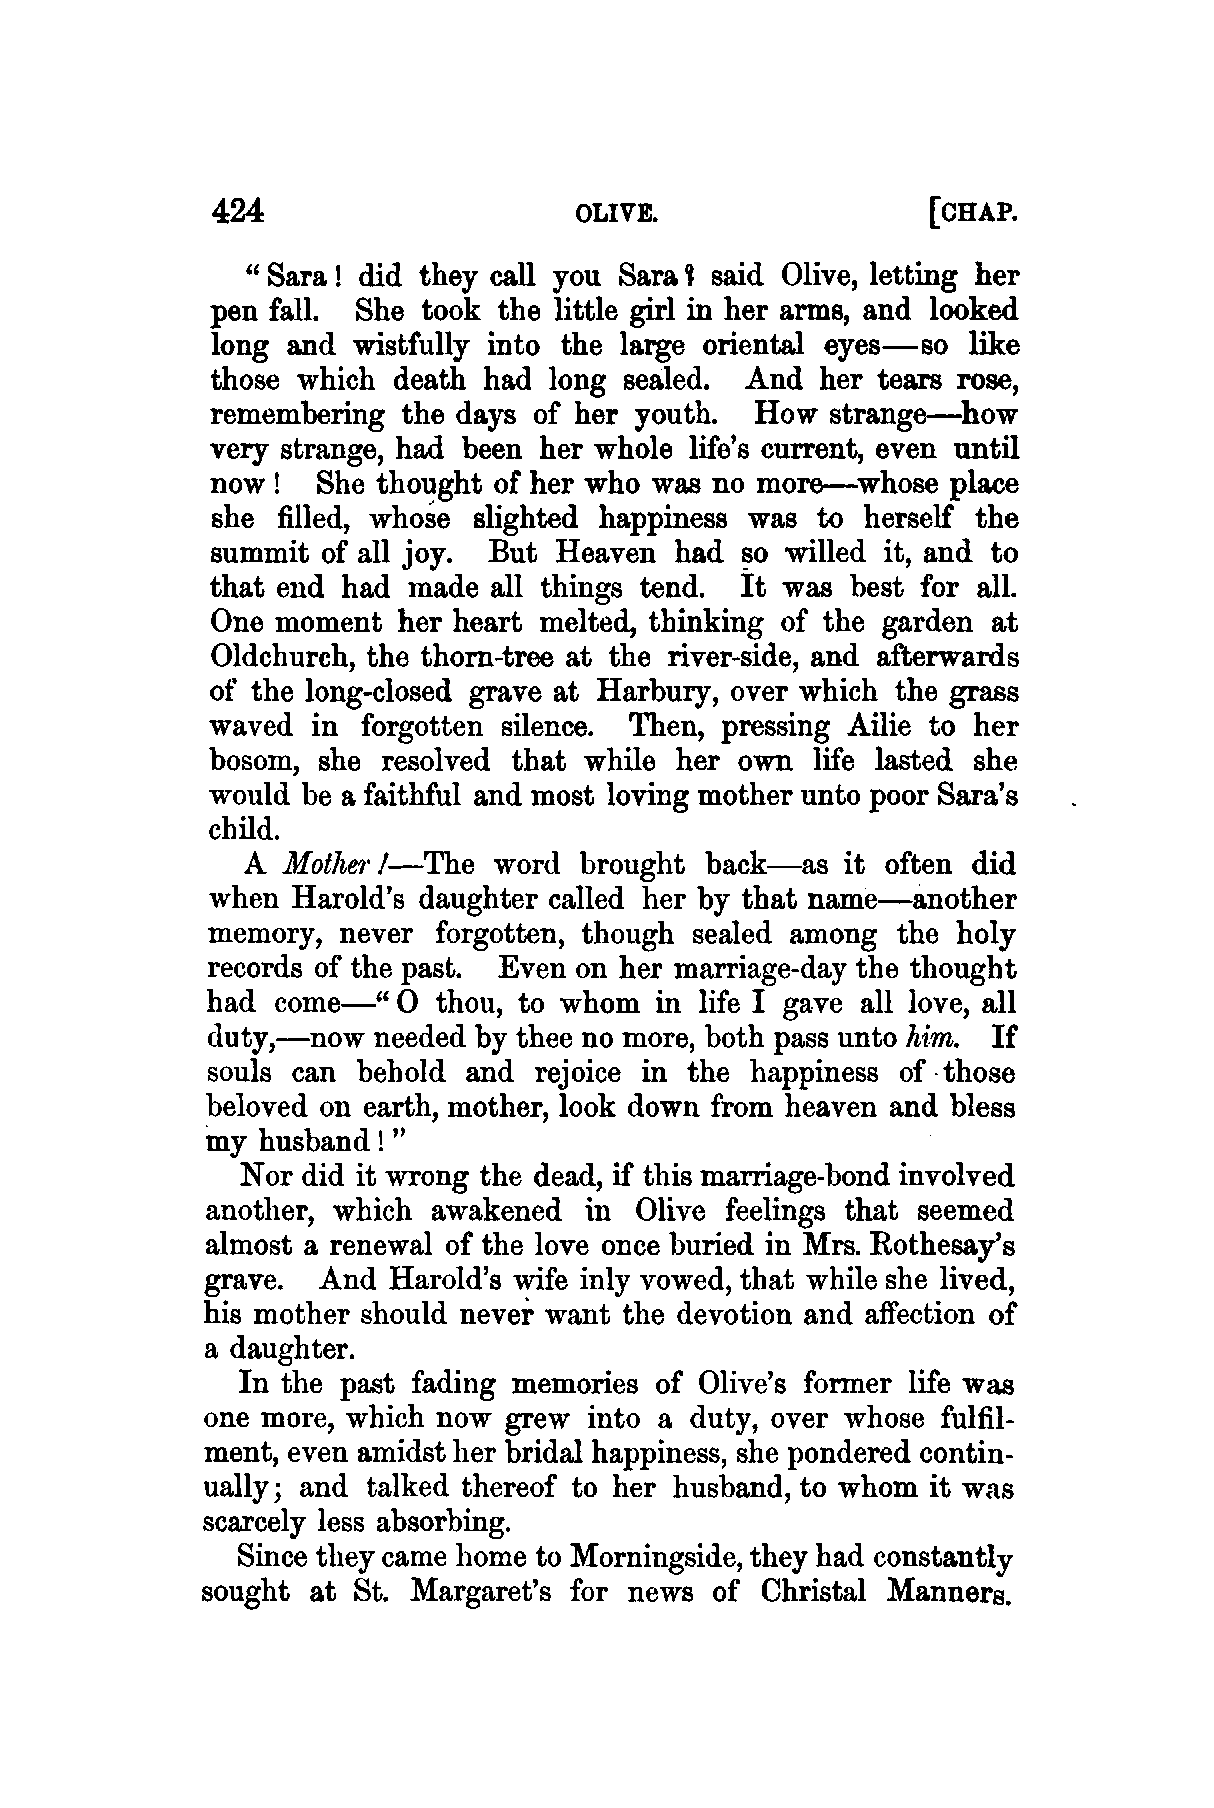 424 OLIVE. [CHAP.
“Sara! did they call you Sara? said Olive, letting her
pen fall. She took the little girl in her arms, and looked
long and wistfully into the large oriental eyes—so like
those which death had long sealed. And her tears rose,
remembering the days of her youth. How strange—how
very strange, had been her whole life’s current, even until
now! She thought of her who was no more—whose place
she filled, whose slighted happiness was to herself the
summit of all joy. But Heaven had so willed it, and to
that end had made all things tend. It was best for all.
One moment her heart melted, thinking of the garden at
Oldchurch, the thorn-tree at the river-side, and afterwards
of the long-closed grave at Harbury, over which the grass
waved in forgotten silence. Then, pressing Ailie to her
bosom, she resolved that while her own life lasted she
would be a faithful and most loving mother unto poor Sara’s
child.
A Mother!—The word brought back—as it often did
when Harold’s daughter called her by that name—another
memory, never forgotten, though sealed among the holy
records of the past. Even on her marriage-day the thought
had come—“O thou, to whom in life I gave all love, all
duty,—now needed by thee no more, both pass unto him. If
souls can behold and rejoice in the happiness of those
beloved on earth, mother, look down from heaven and bless
my husband!”
Nor did it wrong the dead, if this marriage-bond involved
another, which awakened in Olive feelings that seemed
almost a renewal of the love once buried in Mrs. Rothesay’s
grave. And Harold’s wife inly vowed, that while she lived,
his mother should never want the devotion and affection of
a daughter.
In the past fading memories of Olive’s former life was
one more, which now grew into a duty, over whose fulfil-
ment, even amidst her bridal happiness, she pondered contin-
ually; and talked thereof to her husband, to whom it was
scarcely less absorbing.
Since they came home to Morningside, they had constantly
sought at St. Margaret’s for news of Christal Manners.